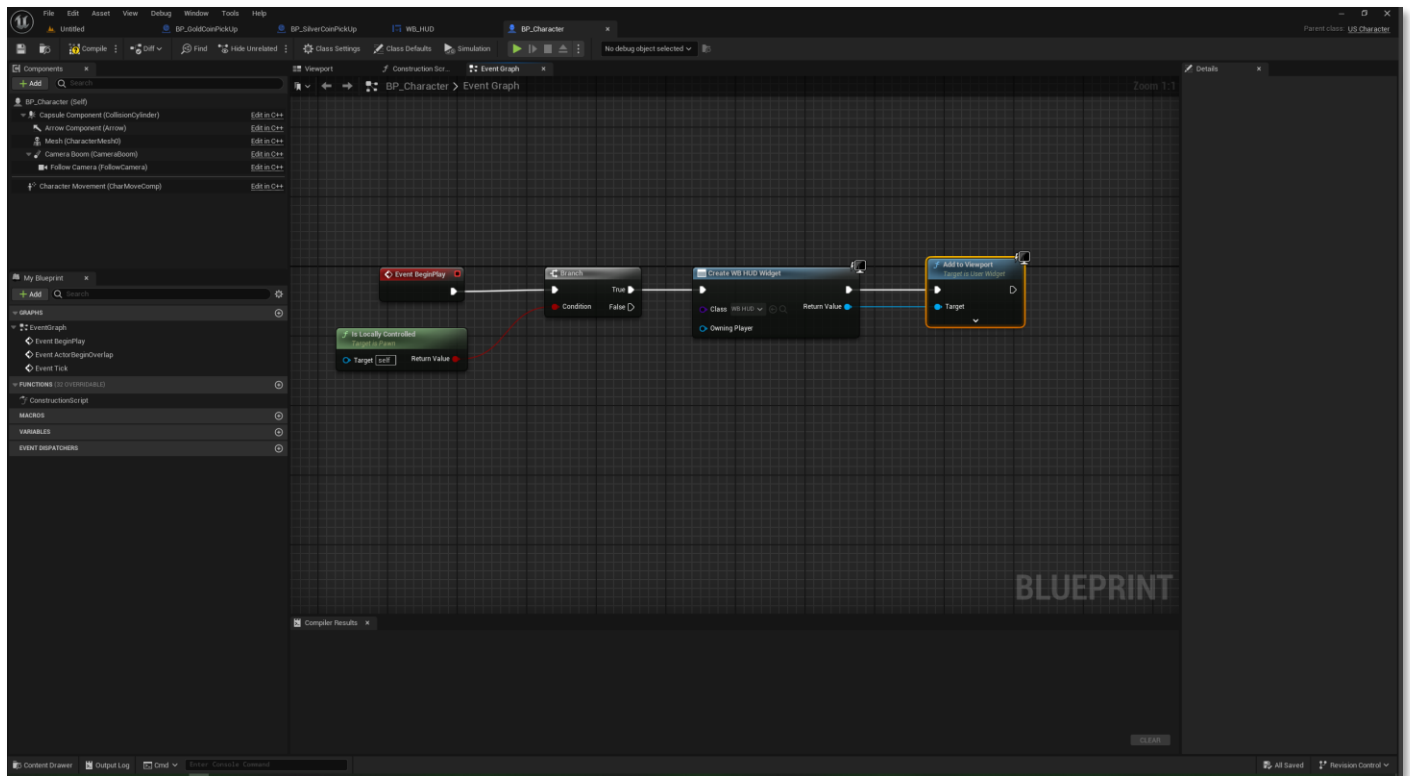 File Edit Asset View Debug Window Tools Help
Untitled BP_GoldCoinPickUp BP_SilverCoinPickUp WB_HUD BP_Character
Parent class: US Character
Compile Diff Find Hide Unrelated Class Settings Class Defaults Simulation No debug object selected
Components
Add Search
BP_Character (Self)
Capsule Component (CollisionCylinder) Edit in C++
Arrow Component (Arrow) Edit in C++
Mesh (CharacterMesh0) Edit in C++
Camera Boom (CameraBoom) Edit in C++
Follow Camera (FollowCamera) Edit in C++
Character Movement (CharMoveComp) Edit in C++
My Blueprint
Add Search
GRAPHS
EventGraph
Event BeginPlay
Event ActorBeginOverlap
Event Tick
FUNCTIONS (32 OVERRIDABLE)
ConstructionScript
MACROS
VARIABLES
EVENT DISPATCHERS
Viewport Construction Scr... Event Graph
BP_Character > Event Graph Zoom 1:1
Event BeginPlay
Is Locally Controlled
Target is Pawn
Target self Return Value
Branch
True
Condition False
Create WB HUD Widget
Class WB HUD Return Value
Owning Player
Add to Viewport
Target is User Widget
Target
BLUEPRINT
Compiler Results
CLEAR
Details
Content Drawer Output Log Cmd Enter Console Command All Saved Revision Control